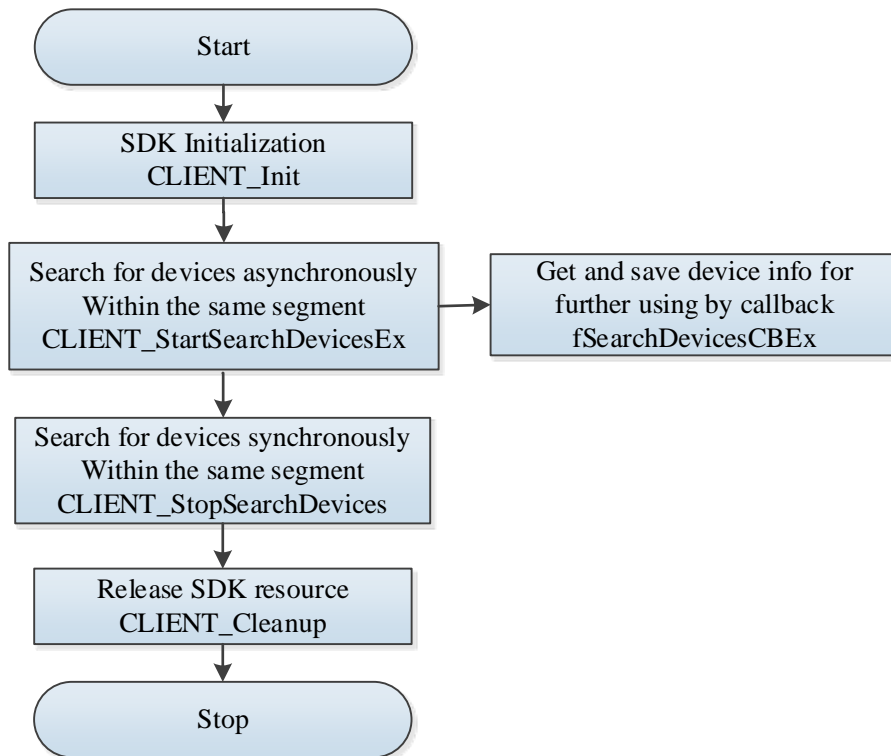 Start
SDK Initialization
CLIENT_Init
Search for devices asynchronously
Within the same segment
CLIENT_StartSearchDevicesEx
Get and save device info for
further using by callback
fSearchDevicesCBEx
Search for devices synchronously
Within the same segment
CLIENT_StopSearchDevices
Release SDK resource
CLIENT_Cleanup
Stop